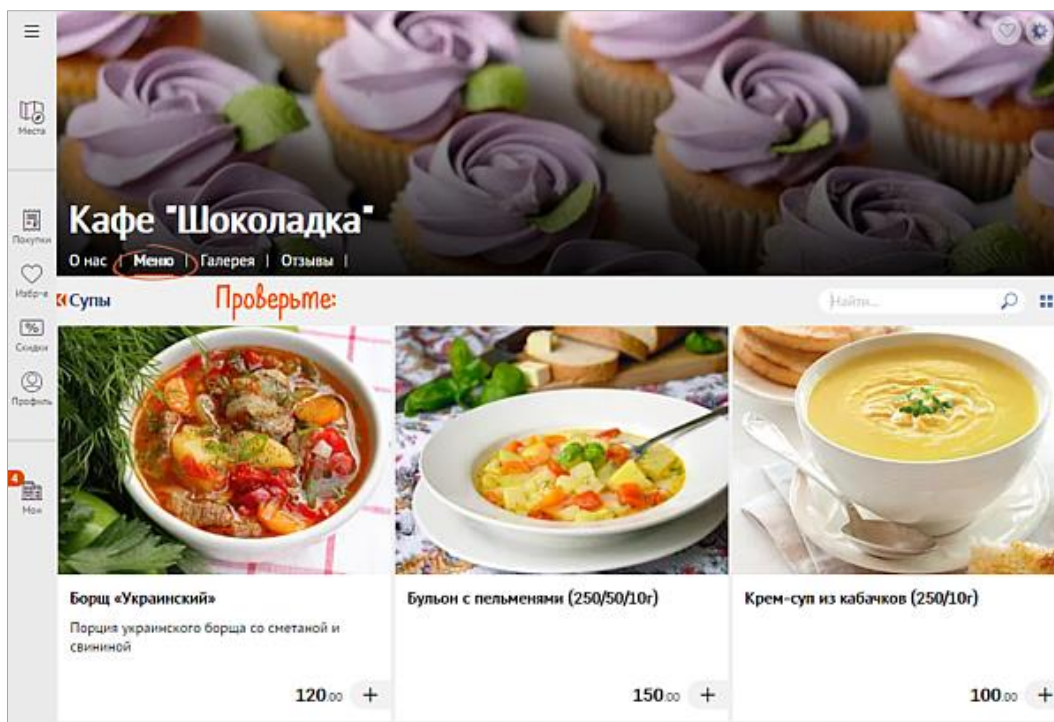 Места
Покупки
Избр-е
Скидки
Профиль
4
Мои
Кафе "Шоколадка"
О нас | Меню | Галерея | Отзывы |
Супы
Проверьте:
Найти...
Борщ «Украинский»
Порция украинского борща со сметаной и
свининой
120.00 +
Бульон с пельменями (250/50/10г)
150.00 +
Крем-суп из кабачков (250/10г)
100.00 +